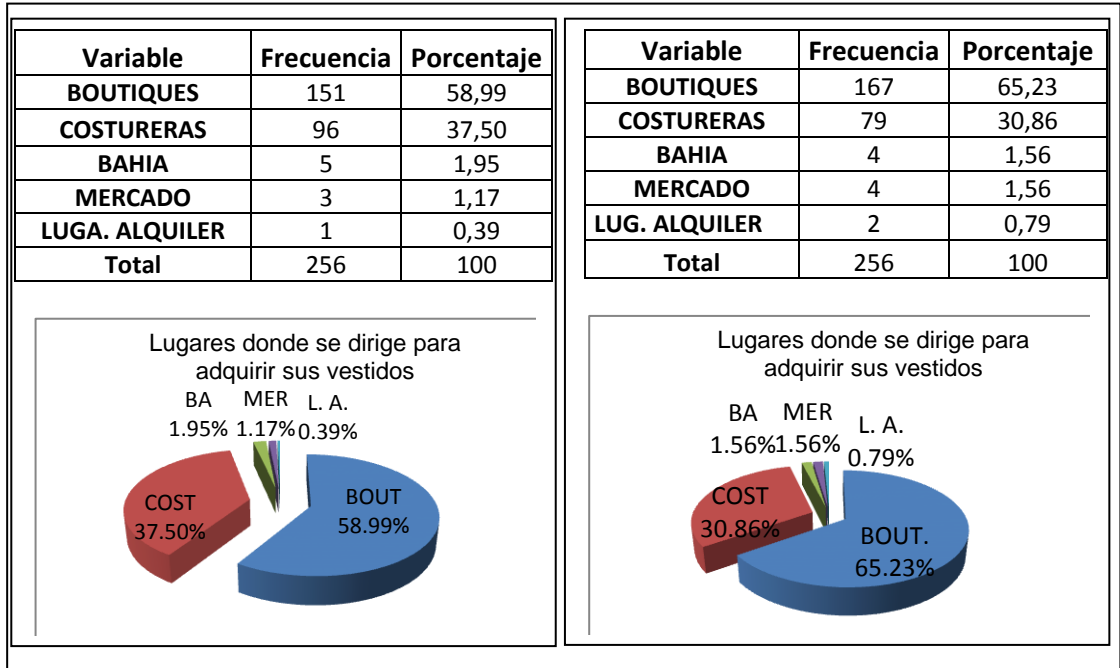 Variable Frecuencia Porcentaje
BOUTIQUES 151 58,99
COSTURERAS 96 37,50
BAHIA 5 1,95
MERCADO 3 1,17
LUGA. ALQUILER 1 0,39
Total 256 100
Lugares donde se dirige para
adquirir sus vestidos
BA MER L. A.
1.95% 1.17% 0.39%
COST BOUT
37.50% 58.99%
Variable Frecuencia Porcentaje
BOUTIQUES 167 65,23
COSTURERAS 79 30,86
BAHIA 4 1,56
MERCADO 4 1,56
LUG. ALQUILER 2 0,79
Total 256 100
Lugares donde se dirige para
adquirir sus vestidos
BA MER L. A.
1.56% 1.56% 0.79%
COST
30.86% BOUT.
65.23%